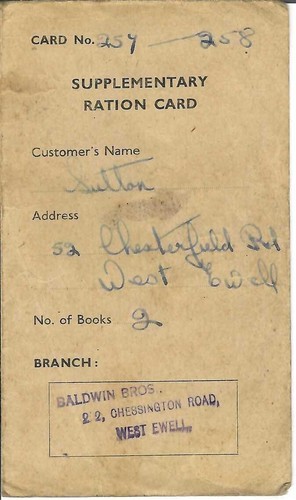 CARD No. 257 — 258
SUPPLEMENTARY
RATION CARD
Customer's Name
Sutton
Address
52 Chesterfield Rd
West Ewell
No. of Books 2
BRANCH :
BALDWIN BROS.,
22, CHESSINGTON ROAD,
WEST EWELL